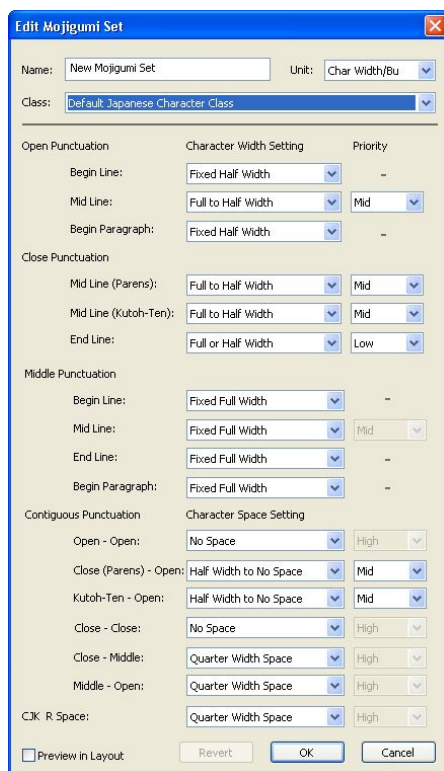 Edit Mojigumi Set
Name: New Mojigumi Set Unit: Char Width/Bu
Class: Default Japanese Character Class
Open Punctuation Character Width Setting Priority
Begin Line: Fixed Half Width -
Mid Line: Full to Half Width Mid
Begin Paragraph: Fixed Half Width -
Close Punctuation
Mid Line (Parens): Full to Half Width Mid
Mid Line (Kutoh-Ten): Full to Half Width Mid
End Line: Full or Half Width Low
Middle Punctuation
Begin Line: Fixed Full Width -
Mid Line: Fixed Full Width Mid
End Line: Fixed Full Width -
Begin Paragraph: Fixed Full Width -
Contiguous Punctuation Character Space Setting
Open - Open: No Space High
Close (Parens) - Open: Half Width to No Space Mid
Kutoh-Ten - Open: Half Width to No Space Mid
Close - Close: No Space High
Close - Middle: Quarter Width Space High
Middle - Open: Quarter Width Space High
CJK R Space: Quarter Width Space High
Preview in Layout Revert OK Cancel